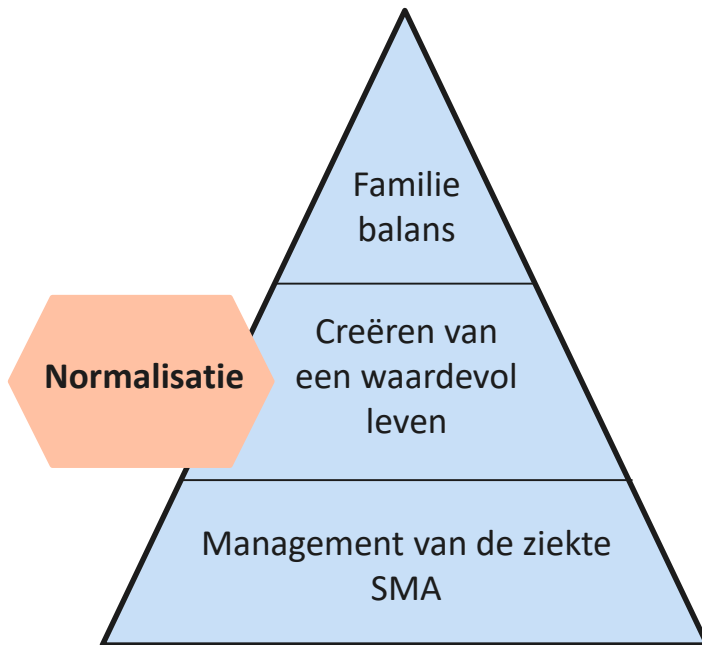 Familie
balans
Normalisatie
Creëren van
een waardevol
leven
Management van de ziekte
SMA